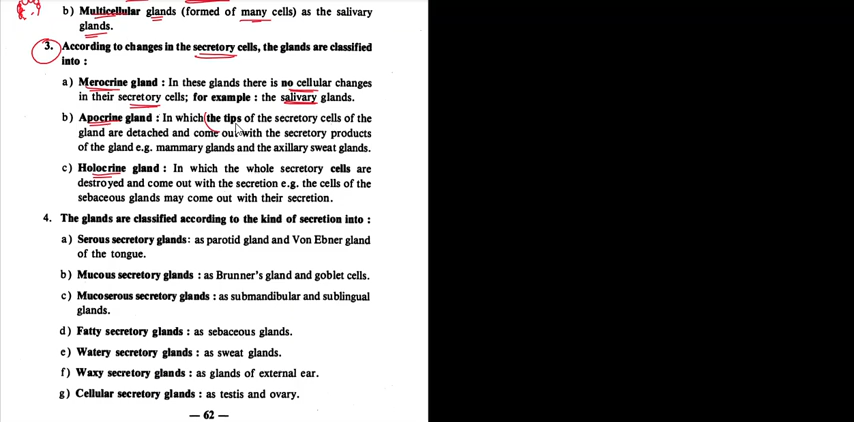 b) Multicellular glands (formed of many cells) as the salivary
glands.
3. According to changes in the secretory cells, the glands are classified
into :
a) Merocrine gland : In these glands there is no cellular changes
in their secretory cells; for example : the salivary glands.
b) Apocrine gland : In which the tips of the secretory cells of the
gland are detached and come out with the secretory products
of the gland e.g. mammary glands and the axillary sweat glands.
c) Holocrine gland : In which the whole secretory cells are
destroyed and come out with the secretion e.g. the cells of the
sebaceous glands may come out with their secretion.
4. The glands are classified according to the kind of secretion into :
a) Serous secretory glands: as parotid gland and Von Ebner gland
of the tongue.
b) Mucous secretory glands : as Brunner's gland and goblet cells.
c) Mucoserous secretory glands : as submandibular and sublingual
glands.
d) Fatty secretory glands : as sebaceous glands.
e) Watery secretory glands : as sweat glands.
f) Waxy secretory glands : as glands of external ear.
g) Cellular secretory glands : as testis and ovary.
— 62 —